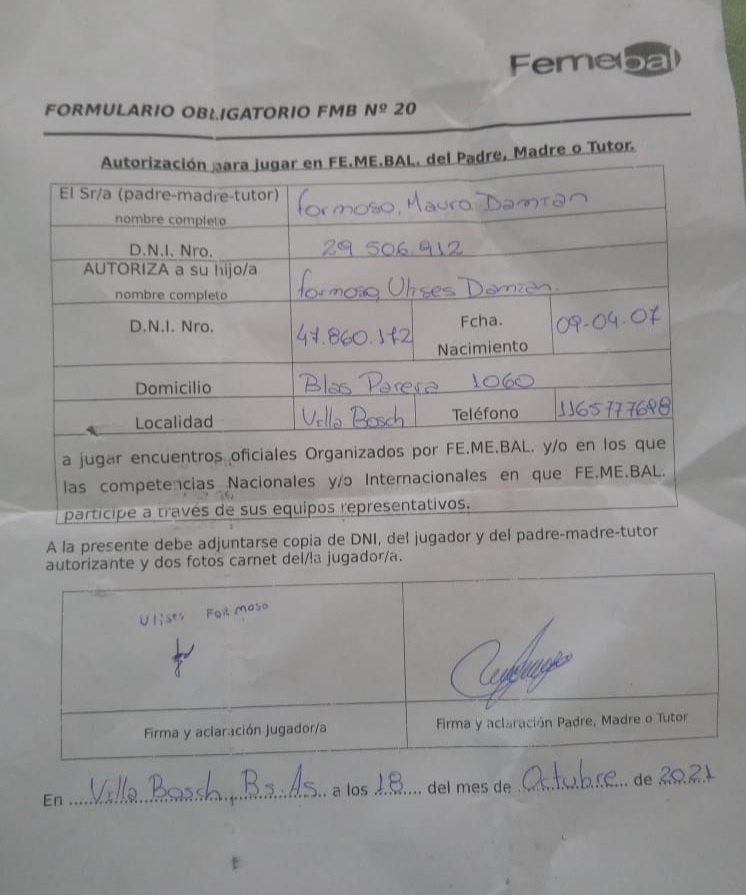 Femebal
FORMULARIO OBLIGATORIO FMB Nº 20
Autorización para jugar en FE.ME.BAL. del Padre, Madre o Tutor.
El Sr/a (padre-madre-tutor) nombre completo formoso, Mauro Damian
D.N.I. Nro. 29 506.912
AUTORIZA a su hijo/a nombre completo formoso, Ulises Damian.
D.N.I. Nro. 47.860.172 Fcha. Nacimiento 09-04-07
Domicilio Blas Parera 1060
Localidad Villa Bosch Teléfono 1165777698
a jugar encuentros oficiales Organizados por FE.ME.BAL. y/o en los que
las competencias Nacionales y/o Internacionales en que FE.ME.BAL.
participe a través de sus equipos representativos.
A la presente debe adjuntarse copia de DNI, del jugador y del padre-madre-tutor
autorizante y dos fotos carnet del/la jugador/a.
Ulises Formoso
Firma y aclaración Jugador/a Firma y aclaración Padre, Madre o Tutor
En .....Villa Bosch, Bs. As... a los .18.... del mes de .Octubre... de 2021